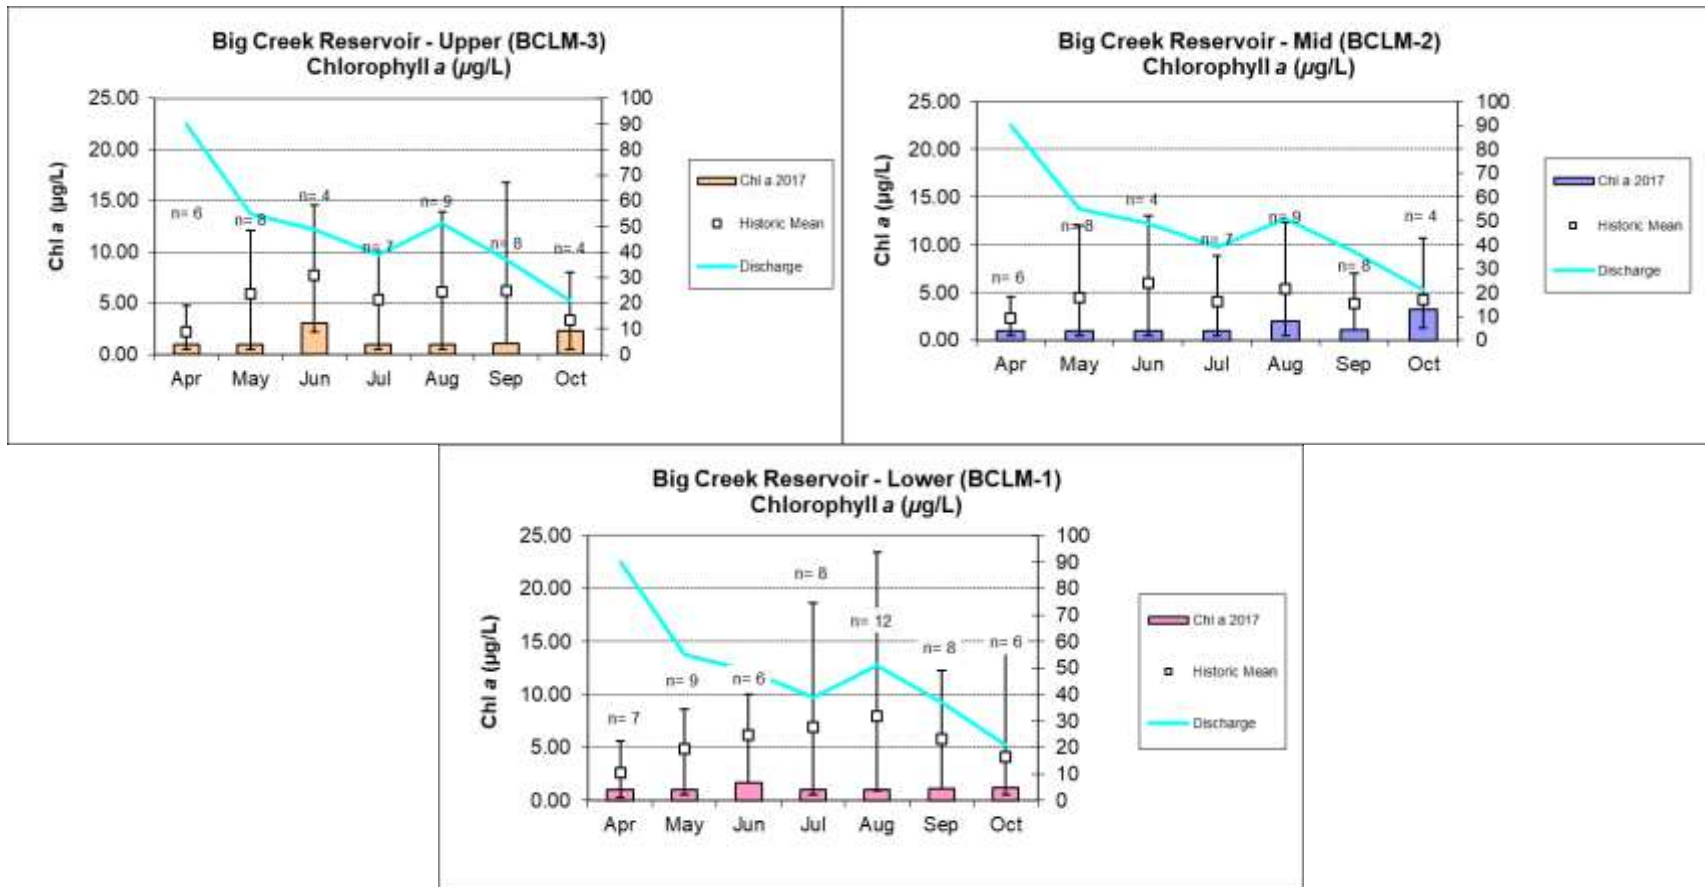 Big Creek Reservoir - Upper (BCLM-3)
Chlorophyll a (µg/L)
25.00
20.00
15.00
10.00
5.00
0.00
Chl a (µg/L)
100
90
80
70
60
50
40
30
20
10
0
n= 6
n= 8
n= 4
n= 7
n= 9
n= 8
n= 4
Apr May Jun Jul Aug Sep Oct
Chl a 2017
Historic Mean
Discharge
Big Creek Reservoir - Mid (BCLM-2)
Chlorophyll a (µg/L)
25.00
20.00
15.00
10.00
5.00
0.00
Chl a (µg/L)
100
90
80
70
60
50
40
30
20
10
0
n= 6
n= 8
n= 4
n= 7
n= 9
n= 8
n= 4
Apr May Jun Jul Aug Sep Oct
Chl a 2017
Historic Mean
Discharge
Big Creek Reservoir - Lower (BCLM-1)
Chlorophyll a (µg/L)
25.00
20.00
15.00
10.00
5.00
0.00
Chl a (µg/L)
100
90
80
70
60
50
40
30
20
10
0
n= 7
n= 9
n= 6
n= 8
n= 12
n= 8
n= 6
Apr May Jun Jul Aug Sep Oct
Chl a 2017
Historic Mean
Discharge